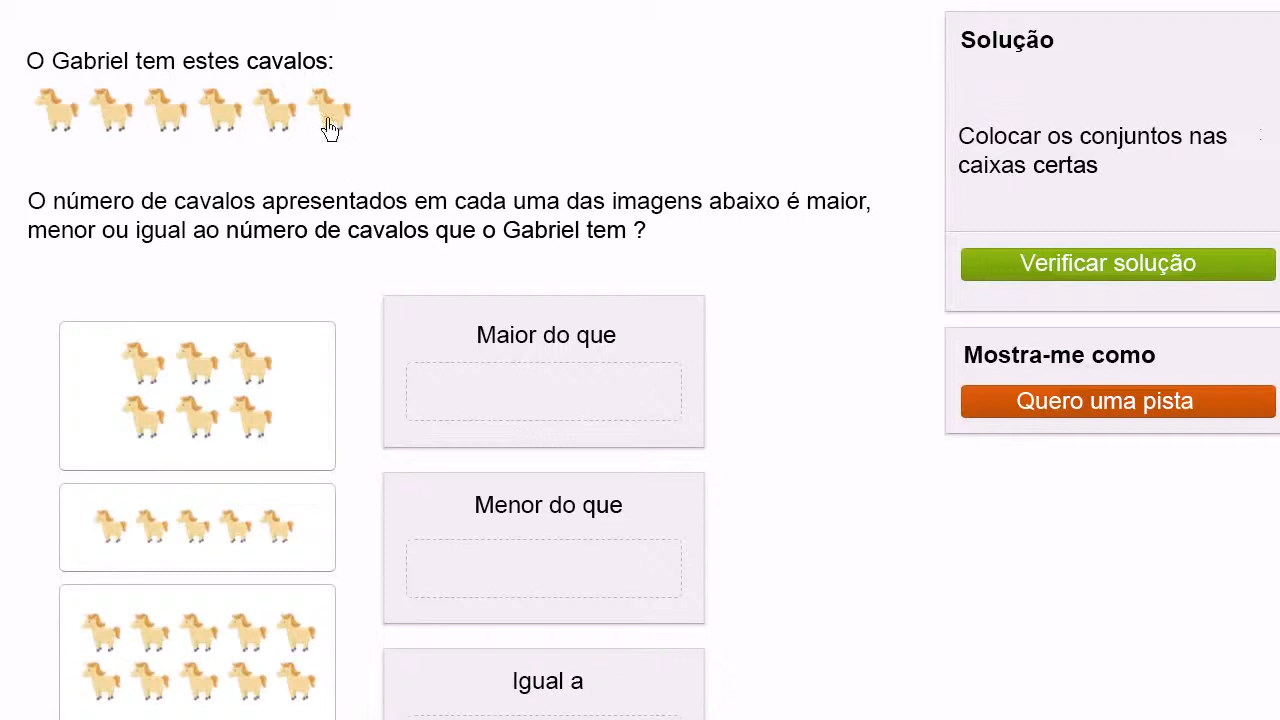 O Gabriel tem estes cavalos:
O número de cavalos apresentados em cada uma das imagens abaixo é maior,
menor ou igual ao número de cavalos que o Gabriel tem ?
Maior do que
Menor do que
Igual a
Solução
Colocar os conjuntos nas
caixas certas
Verificar solução
Mostra-me como
Quero uma pista